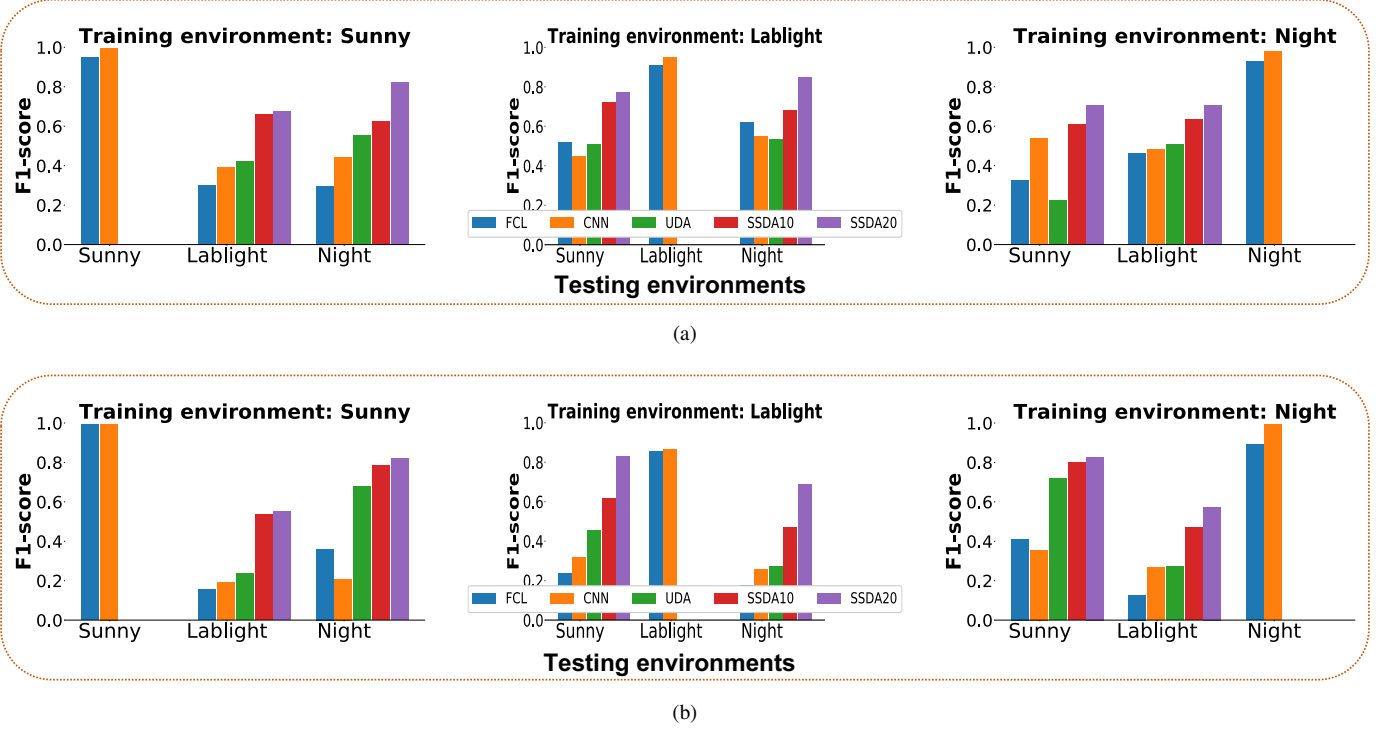 Training environment: Sunny
Training environment: Lablight
Training environment: Night
F1-score
1.0
0.8
0.6
0.4
0.2
0.0
Sunny Lablight Night
F1-score
1.0
0.8
0.6
0.4
0.2
0.0
Sunny Lablight Night
F1-score
1.0
0.8
0.6
0.4
0.2
0.0
Sunny Lablight Night
FCL CNN UDA SSDA10 SSDA20
Testing environments
(a)
Training environment: Sunny
Training environment: Lablight
Training environment: Night
F1-score
1.0
0.8
0.6
0.4
0.2
0.0
Sunny Lablight Night
F1-score
1.0
0.8
0.6
0.4
0.2
0.0
Sunny Lablight Night
F1-score
1.0
0.8
0.6
0.4
0.2
0.0
Sunny Lablight Night
FCL CNN UDA SSDA10 SSDA20
Testing environments
(b)